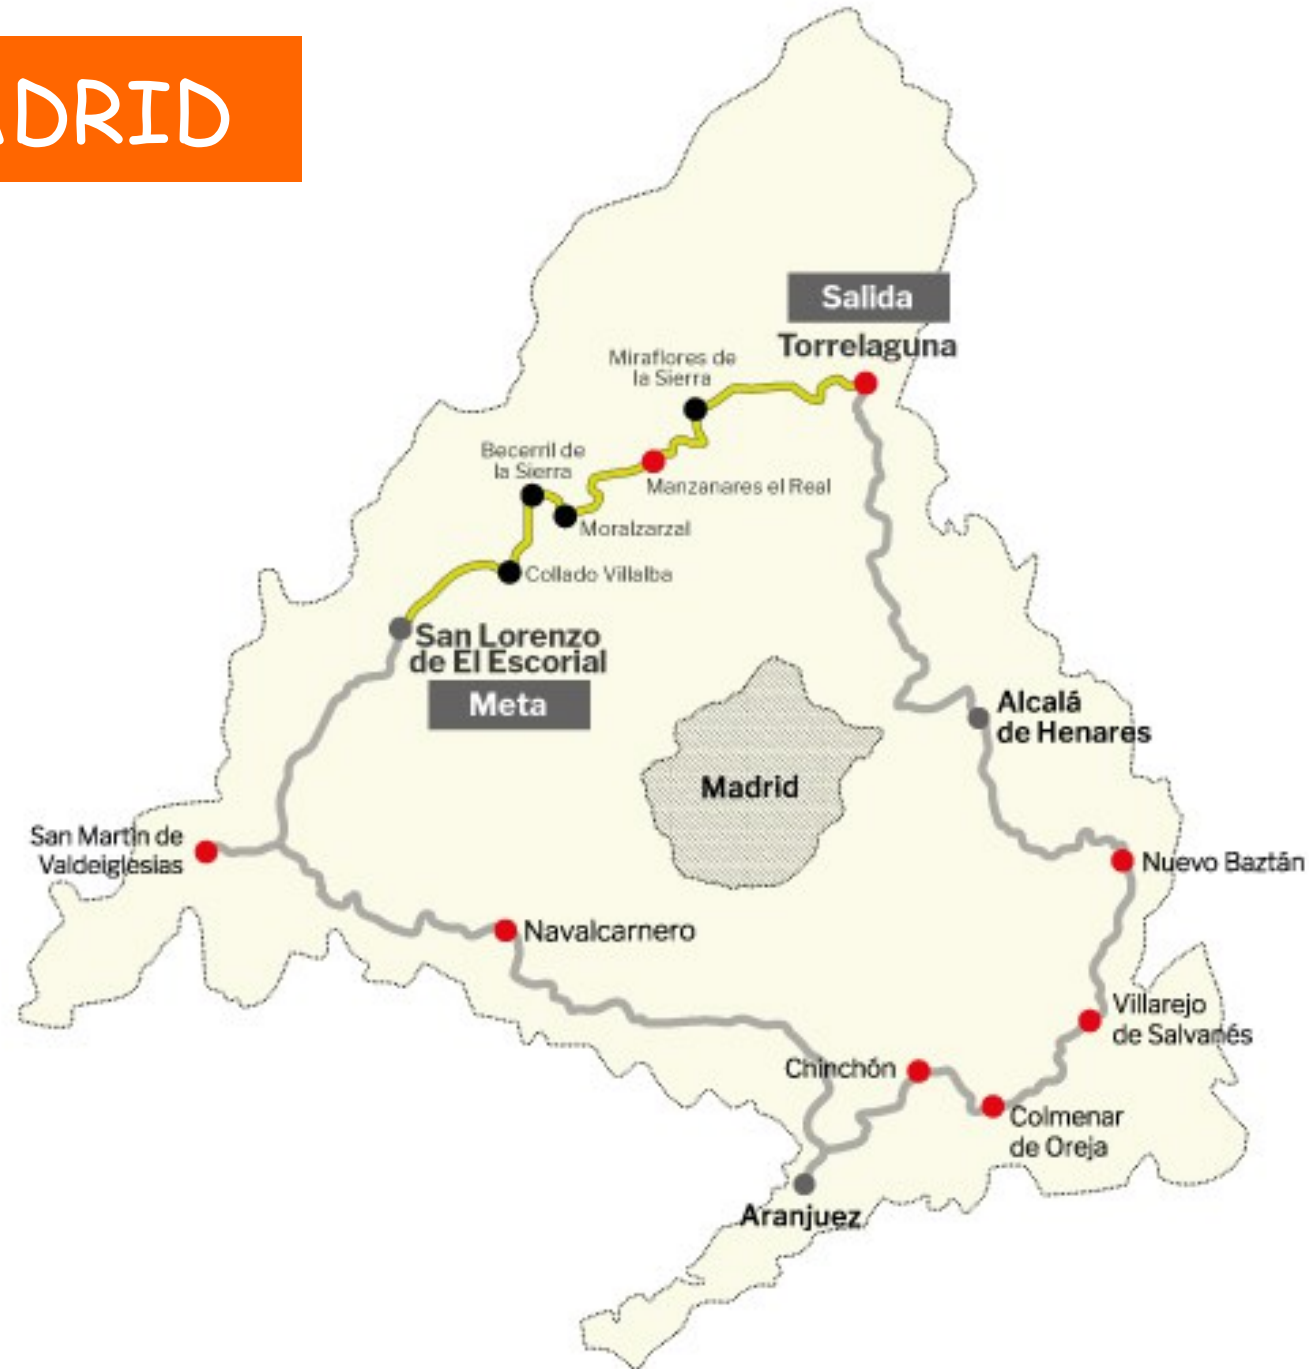 ADRID
Salida
Torrelaguna
Miraflores de
la Sierra
Becerril de
la Sierra
Manzanares el Real
Moralzarzal
Collado Villalba
San Lorenzo
de El Escorial
Meta
Alcalá
de Henares
Madrid
San Martín de
Valdeiglesias
Nuevo Baztán
Navalcarnero
Villarejo
de Salvanés
Chinchón
Colmenar
de Oreja
Aranjuez